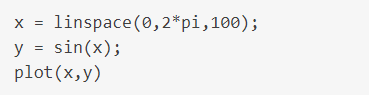 x = linspace(0,2*pi,100);
y = sin(x);
plot(x,y)